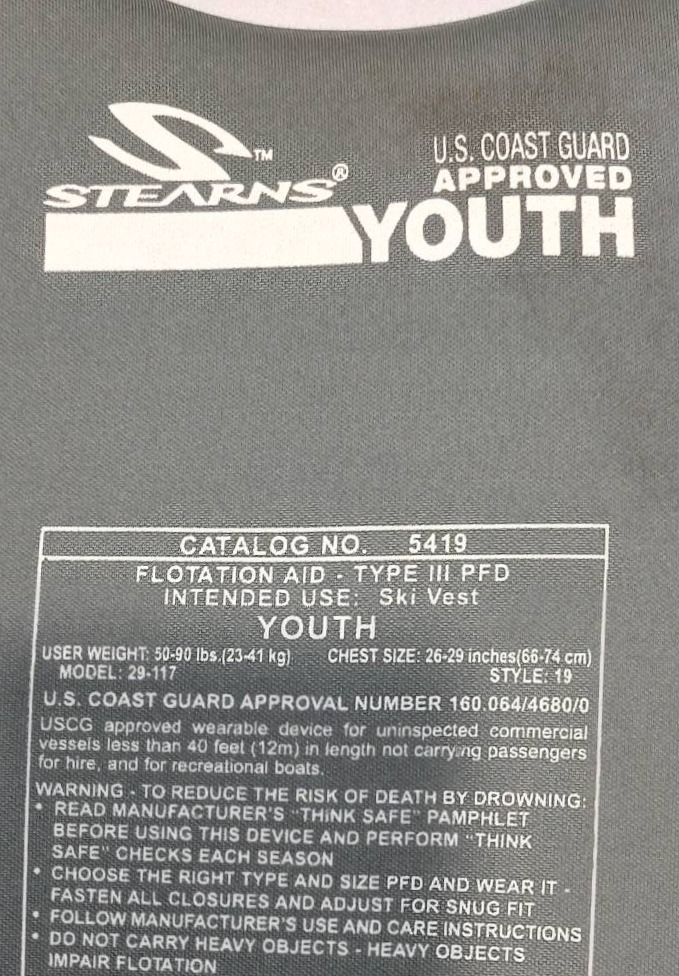 STEARNS®
™
U.S. COAST GUARD
APPROVED
YOUTH
CATALOG NO. 5419
FLOTATION AID - TYPE III PFD
INTENDED USE: Ski Vest
YOUTH
USER WEIGHT: 50-90 lbs.(23-41 kg) CHEST SIZE: 26-29 inches(66-74 cm)
MODEL: 29-117 STYLE: 19
U.S. COAST GUARD APPROVAL NUMBER 160.064/4680/0
USCG approved wearable device for uninspected commercial
vessels less than 40 feet (12m) in length not carrying passengers
for hire, and for recreational boats.
WARNING - TO REDUCE THE RISK OF DEATH BY DROWNING:
• READ MANUFACTURER'S "THINK SAFE" PAMPHLET
BEFORE USING THIS DEVICE AND PERFORM "THINK
SAFE" CHECKS EACH SEASON
• CHOOSE THE RIGHT TYPE AND SIZE PFD AND WEAR IT -
FASTEN ALL CLOSURES AND ADJUST FOR SNUG FIT
• FOLLOW MANUFACTURER'S USE AND CARE INSTRUCTIONS
• DO NOT CARRY HEAVY OBJECTS - HEAVY OBJECTS
IMPAIR FLOTATION